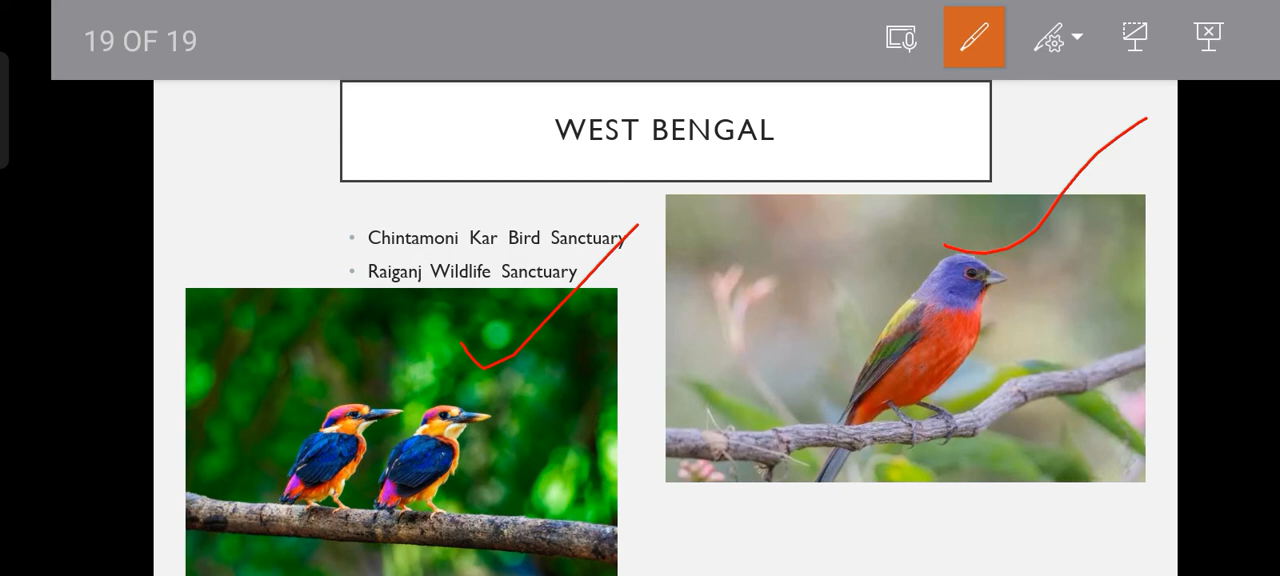 19 OF 19
WEST BENGAL
• Chintamoni Kar Bird Sanctuary
• Raiganj Wildlife Sanctuary